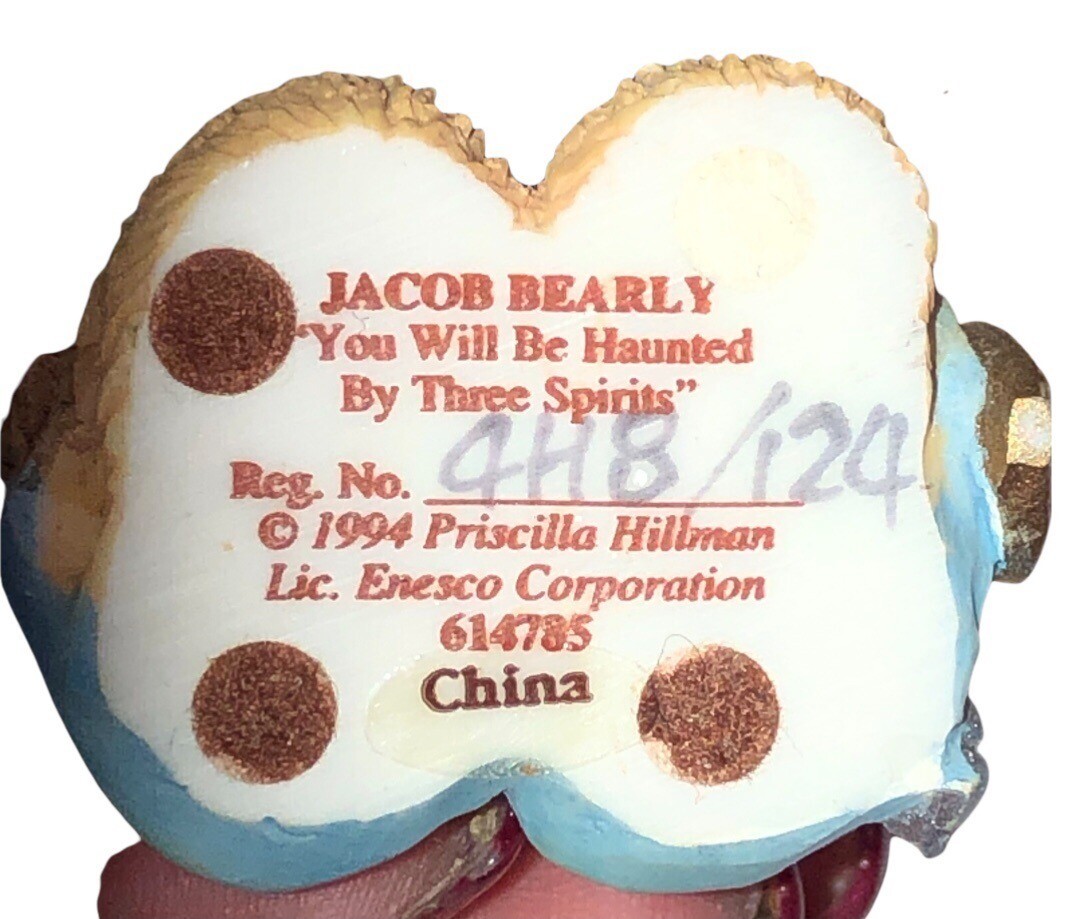 JACOB BEARLY
“You Will Be Haunted
By Three Spirits”
Reg. No. 4H8/124
© 1994 Priscilla Hillman
Lic. Enesco Corporation
614785
China